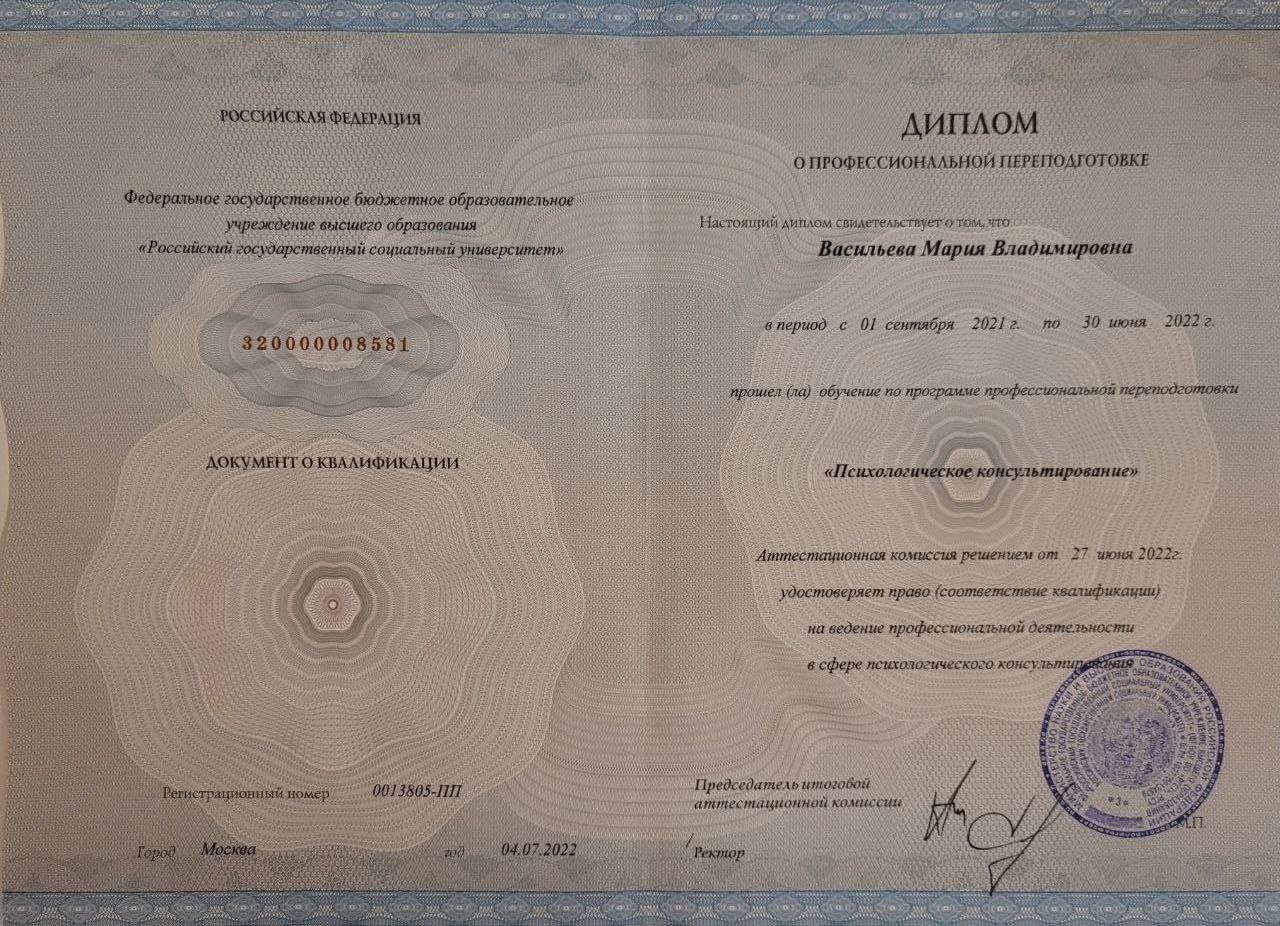 РОССИЙСКАЯ ФЕДЕРАЦИЯ
Федеральное государственное бюджетное образовательное
учреждение высшего образования
«Российский государственный социальный университет»
320000008581
ДОКУМЕНТ О КВАЛИФИКАЦИИ
Регистрационный номер 0013805-ПП
Город Москва год 04.07.2022
ДИПЛОМ
О ПРОФЕССИОНАЛЬНОЙ ПЕРЕПОДГОТОВКЕ
Настоящий диплом свидетельствует о том, что
Васильева Мария Владимировна
в период с 01 сентября 2021 г. по 30 июня 2022 г.
прошел (ла) обучение по программе профессиональной переподготовки
«Психологическое консультирование»
Аттестационная комиссия решением от 27 июня 2022г.
удостоверяет право (соответствие квалификации)
на ведение профессиональной деятельности
в сфере психологического консультирования
Председатель итоговой
аттестационной комиссии
Ректор
М.П.